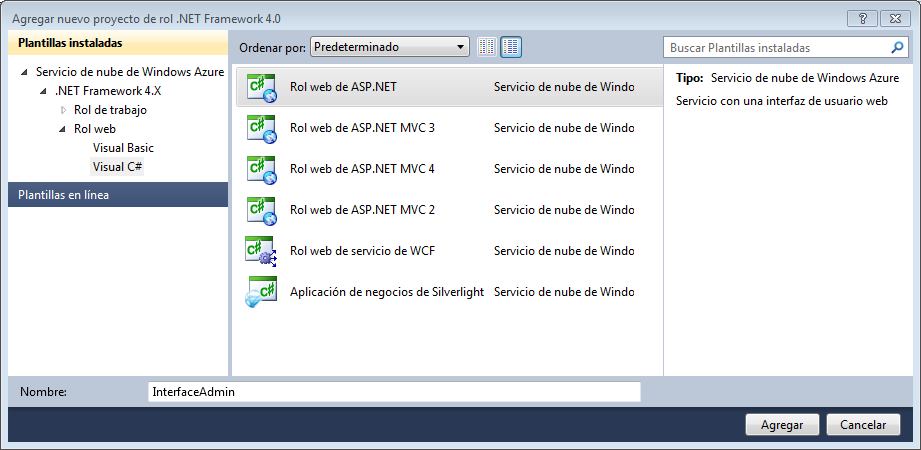 Agregar nuevo proyecto de rol .NET Framework 4.0
Plantillas instaladas
Ordenar por: Predeterminado
Buscar Plantillas instaladas
Servicio de nube de Windows Azure
.NET Framework 4.X
Rol de trabajo
Rol web
Visual Basic
Visual C#
Plantillas en línea
Rol web de ASP.NET Servicio de nube de Windo
Rol web de ASP.NET MVC 3 Servicio de nube de Windo
Rol web de ASP.NET MVC 4 Servicio de nube de Windo
Rol web de ASP.NET MVC 2 Servicio de nube de Windo
Rol web de servicio de WCF Servicio de nube de Windo
Aplicación de negocios de Silverlight Servicio de nube de Windo
Tipo: Servicio de nube de Windows Azure
Servicio con una interfaz de usuario web
Nombre: InterfaceAdmin
Agregar Cancelar